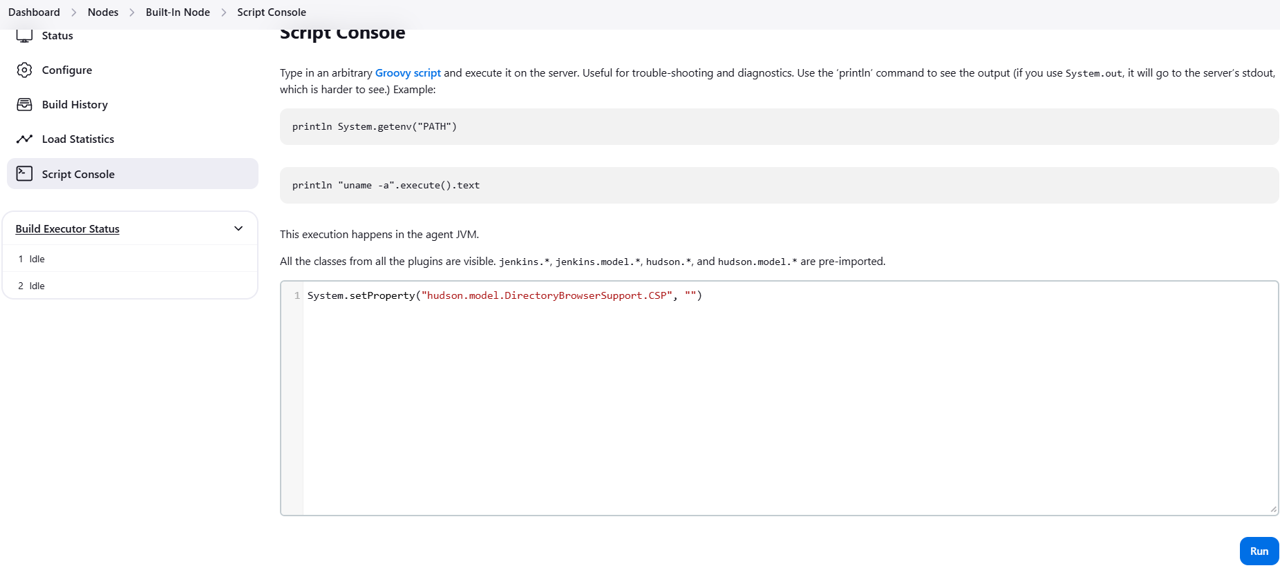 Dashboard > Nodes > Built-In Node > Script Console
Status
Configure
Build History
Load Statistics
Script Console
Build Executor Status
1 Idle
2 Idle
Script Console
Type in an arbitrary Groovy script and execute it on the server. Useful for trouble-shooting and diagnostics. Use the ‘println’ command to see the output (if you use System.out, it will go to the server’s stdout,
which is harder to see.) Example:
println System.getenv("PATH")
println "uname -a".execute().text
This execution happens in the agent JVM.
All the classes from all the plugins are visible. jenkins.*, jenkins.model.*, hudson.*, and hudson.model.* are pre-imported.
1 System.setProperty("hudson.model.DirectoryBrowserSupport.CSP", "")
Run